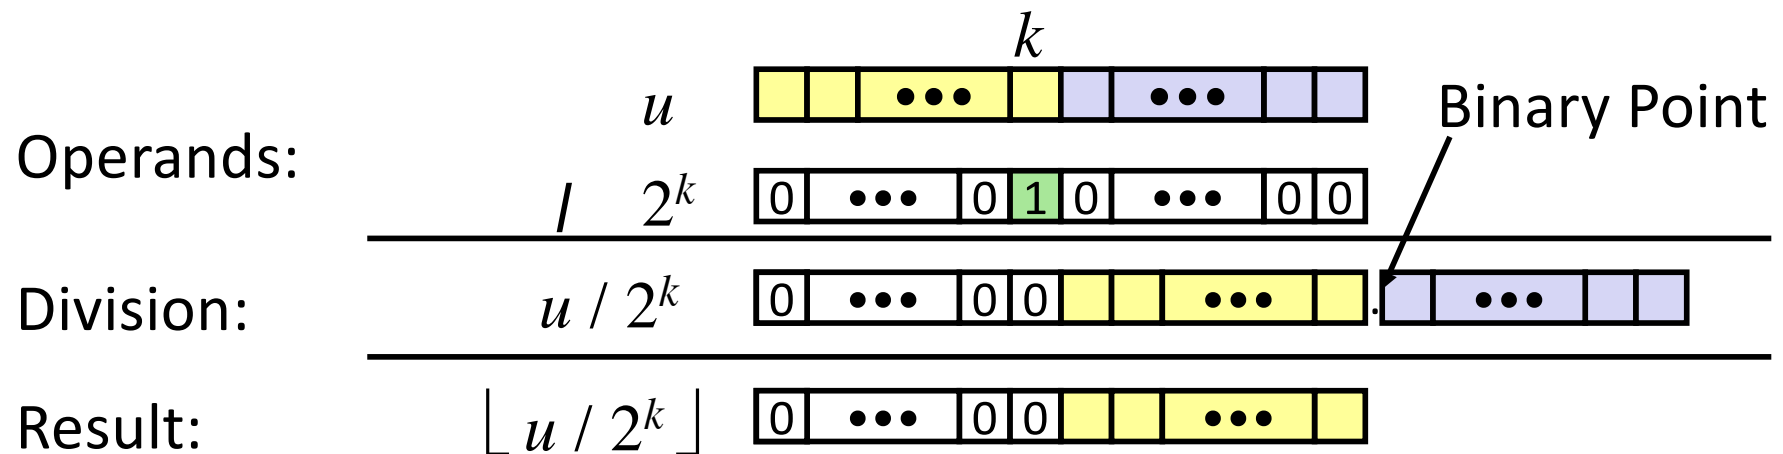 k
u ••• ••• Binary Point
Operands:
/ 2^k 0 ••• 0 1 0 ••• 0 0
Division: u / 2^k 0 ••• 0 0 ••• . •••
Result: ⌊ u / 2^k ⌋ 0 ••• 0 0 •••